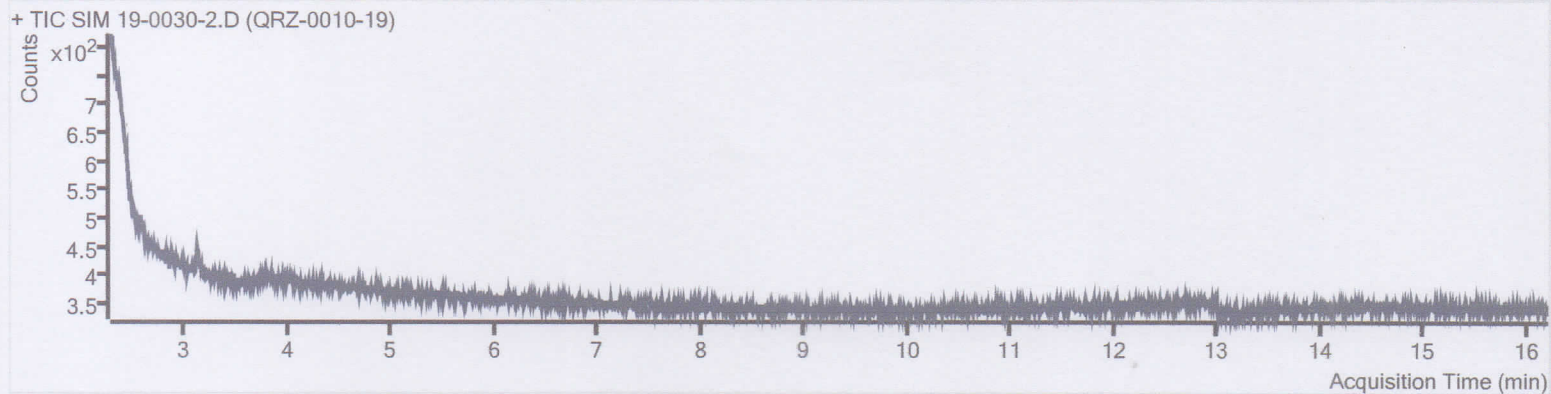 + TIC SIM 19-0030-2.D (QRZ-0010-19)
Counts
x10²
7
6.5
6
5.5
5
4.5
4
3.5
3 4 5 6 7 8 9 10 11 12 13 14 15 16
Acquisition Time (min)